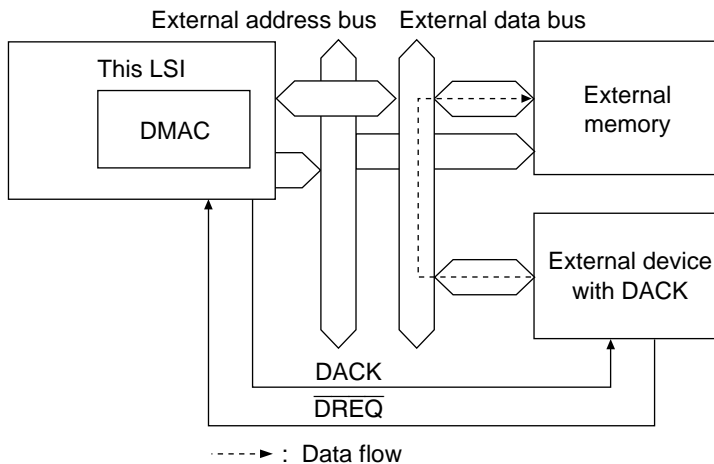 External address bus
External data bus
This LSI
DMAC
External
memory
External device
with DACK
DACK
DREQ
: Data flow